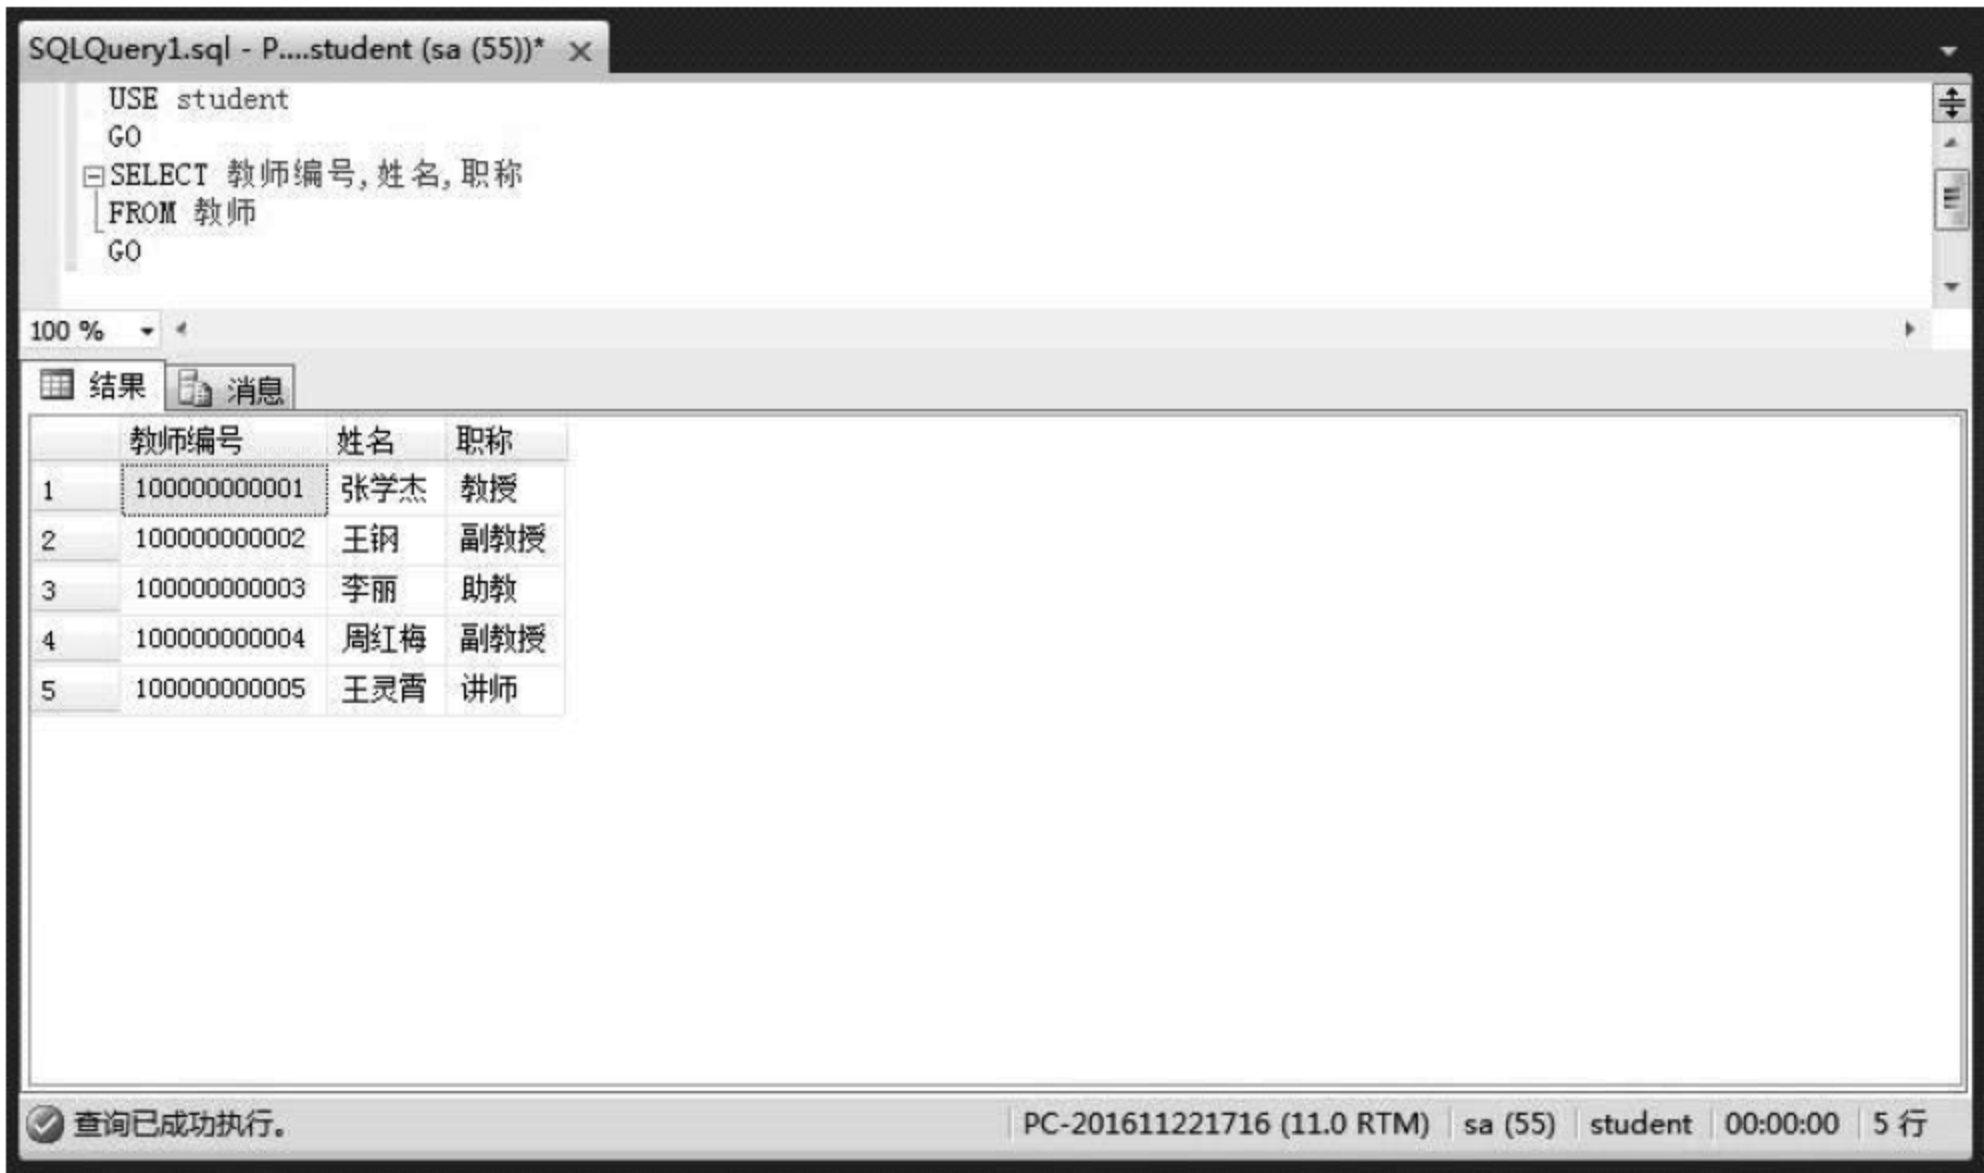 SQLQuery1.sql - P....student (sa (55))*
USE student
GO
SELECT 教师编号,姓名,职称
FROM 教师
GO
100 %
结果 消息
教师编号 姓名 职称
1 100000000001 张学杰 教授
2 100000000002 王钢 副教授
3 100000000003 李丽 助教
4 100000000004 周红梅 副教授
5 100000000005 王灵霄 讲师
查询已成功执行。 PC-201611221716 (11.0 RTM) sa (55) student 00:00:00 5 行